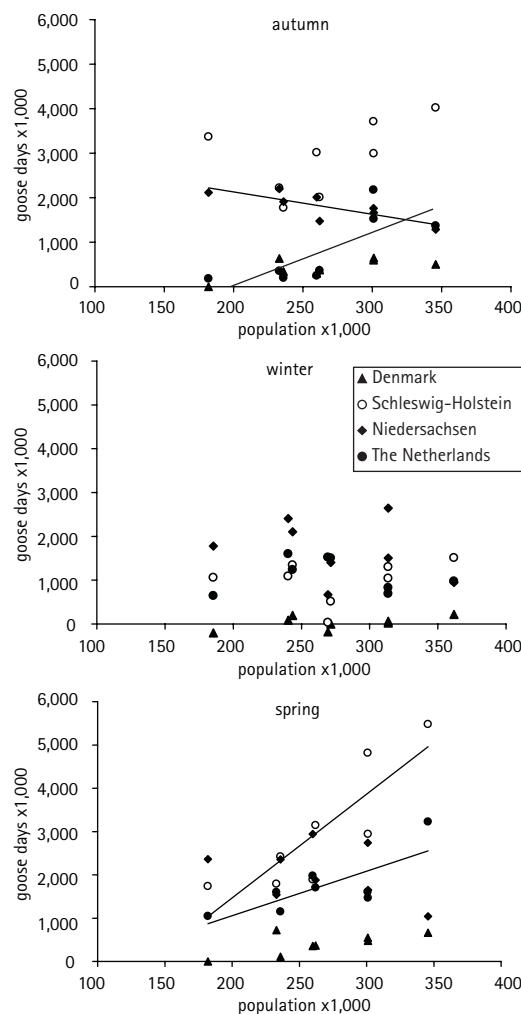 autumn
goose days x1,000
6,000
5,000
4,000
3,000
2,000
1,000
0
100 200 250 300 350 400
population x1,000
winter
goose days x1,000
6,000
5,000
4,000
3,000
2,000
1,000
0
Denmark
Schleswig-Holstein
Niedersachsen
The Netherlands
100 200 250 300 350 400
population x1,000
spring
goose days x1,000
6,000
5,000
4,000
3,000
2,000
1,000
0
100 200 250 300 350 400
population x1,000